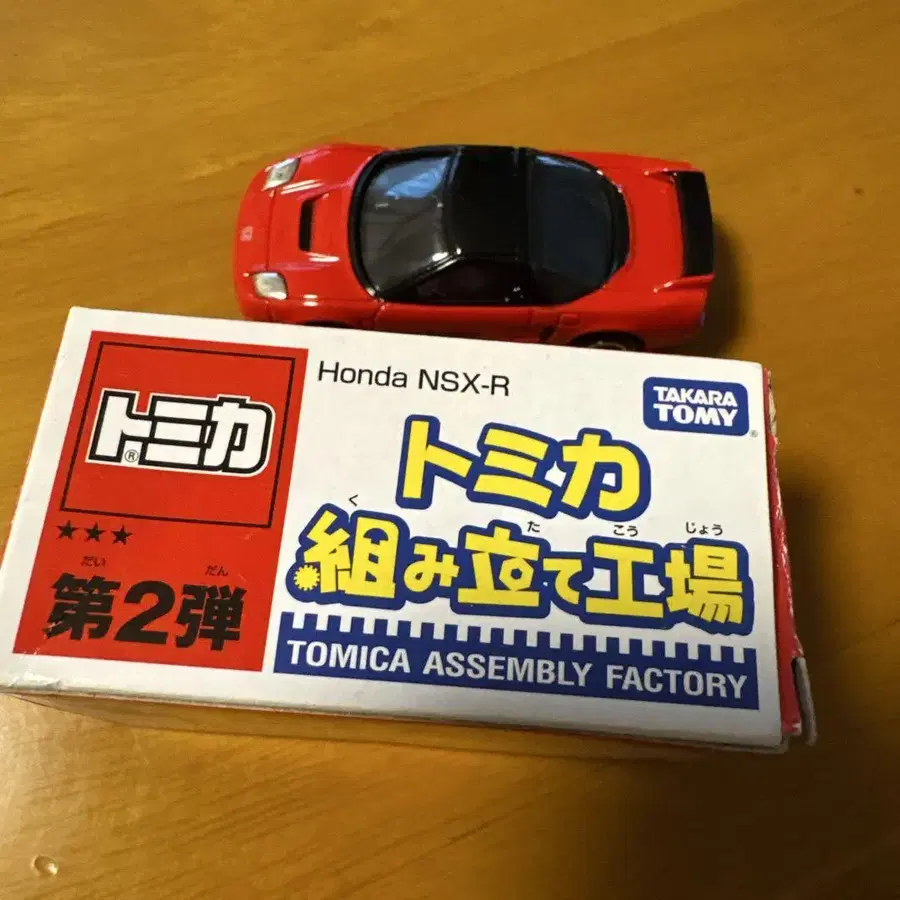 Honda NSX-R
TAKARA
TOMY
®
トミカ
®
★★★
だい だん
第2弾
トミカ
く た こう じょう
組み立て工場
TOMICA ASSEMBLY FACTORY